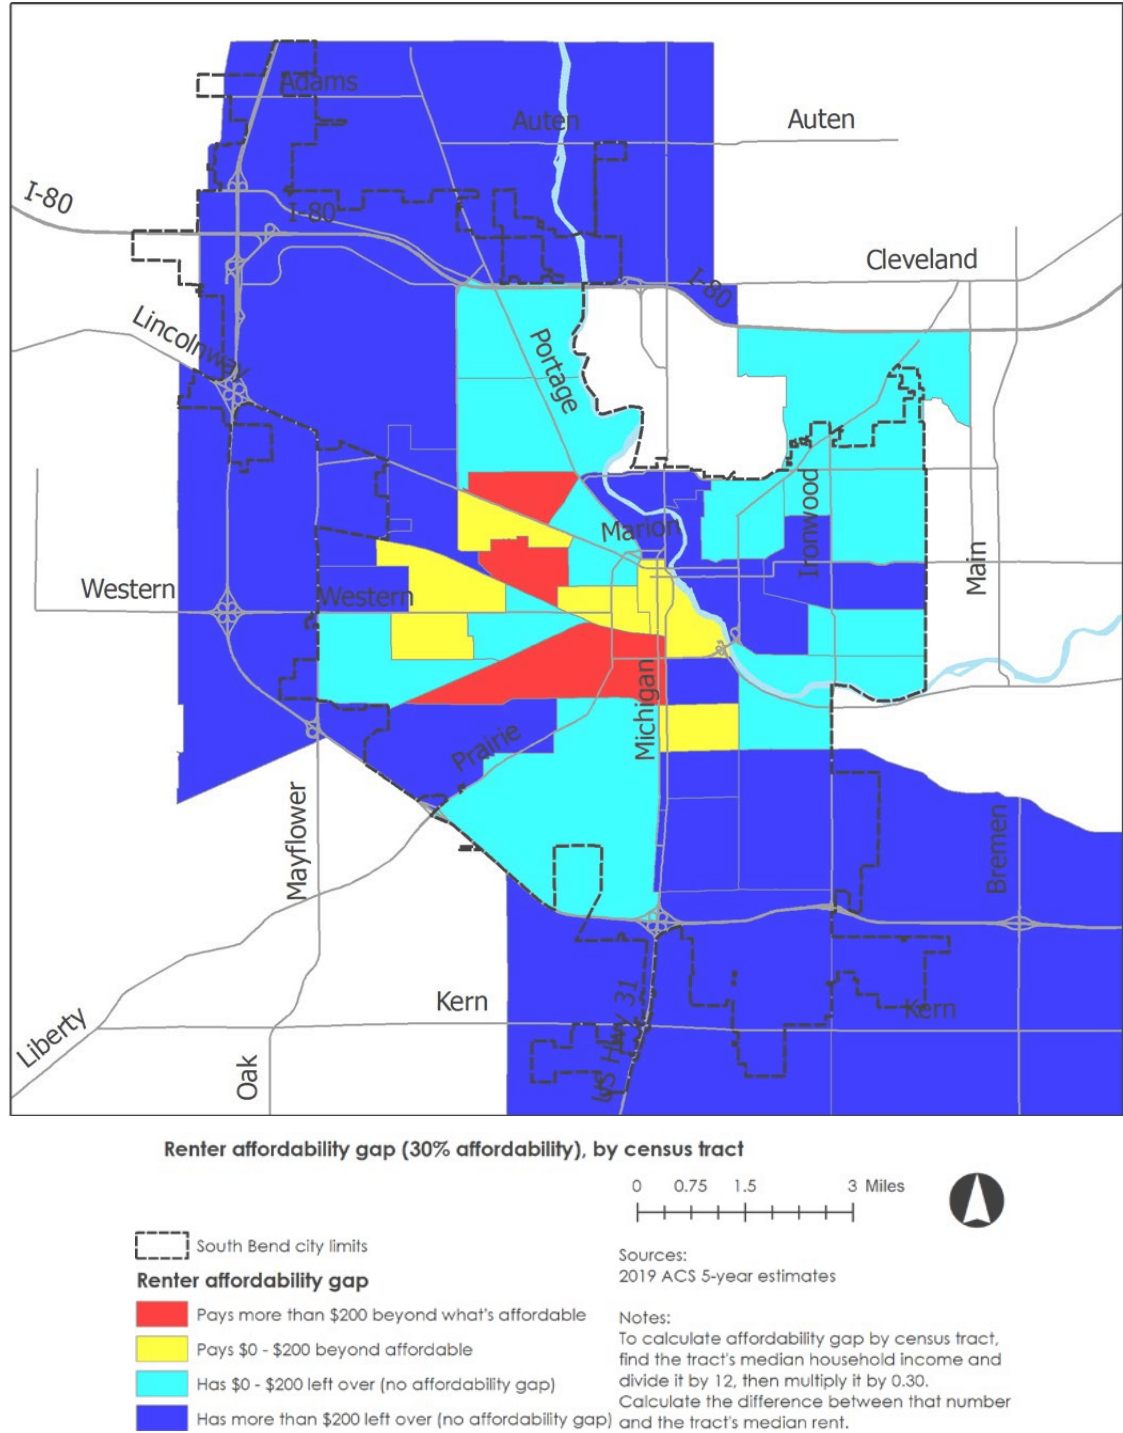 Adams
Auten
Auten
I-80
I-80
Cleveland
I-80
Lincolnway
Portage
Marion
Ironwood
Main
Western
Western
Michigan
Prairie
Mayflower
Bremen
Kern
US Hwy 31
Kern
Liberty
Oak
Renter affordability gap (30% affordability), by census tract
0 0.75 1.5 3 Miles
South Bend city limits
Renter affordability gap
Pays more than $200 beyond what's affordable
Pays $0 - $200 beyond affordable
Has $0 - $200 left over (no affordability gap)
Has more than $200 left over (no affordability gap)
Sources:
2019 ACS 5-year estimates
Notes:
To calculate affordability gap by census tract,
find the tract's median household income and
divide it by 12, then multiply it by 0.30.
Calculate the difference between that number
and the tract's median rent.